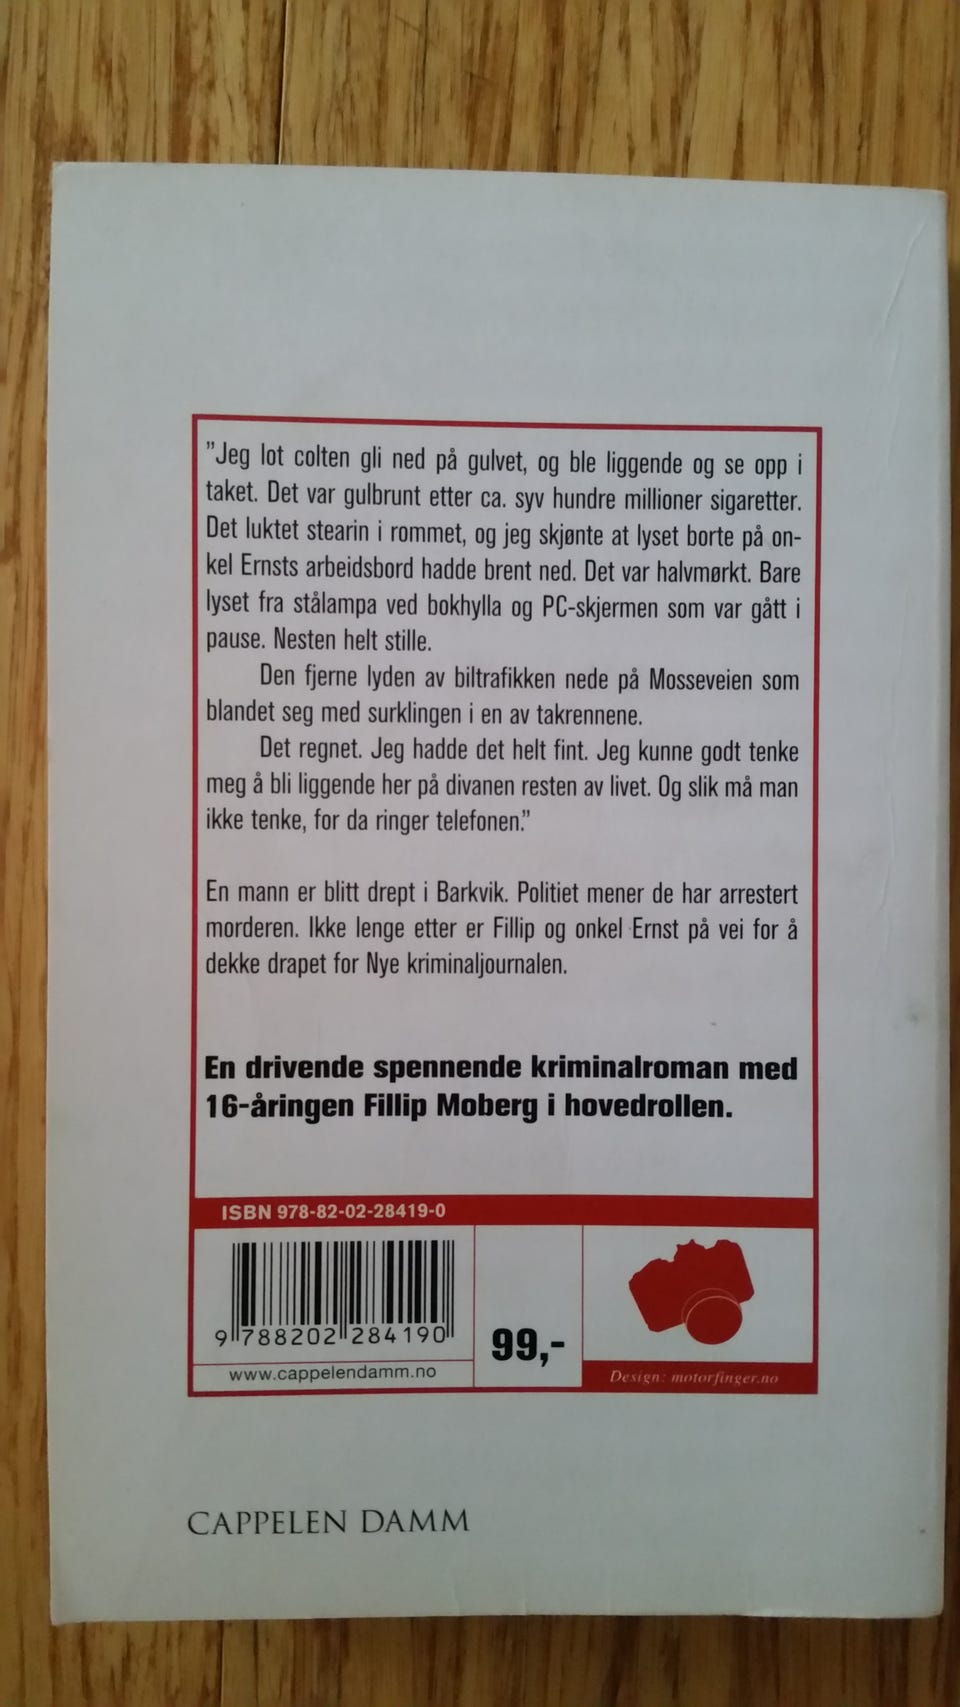 "Jeg lot colten gli ned på gulvet, og ble liggende og se opp i
taket. Det var gulbrunt etter ca. syv hundre millioner sigaretter.
Det luktet stearin i rommet, og jeg skjønte at lyset borte på on-
kel Ernsts arbeidsbord hadde brent ned. Det var halvmørkt. Bare
lyset fra stålampa ved bokhylla og PC-skjermen som var gått i
pause. Nesten helt stille.
Den fjerne lyden av biltrafikken nede på Mosseveien som
blandet seg med surklingen i en av takrennene.
Det regnet. Jeg hadde det helt fint. Jeg kunne godt tenke
meg å bli liggende her på divanen resten av livet. Og slik må man
ikke tenke, for da ringer telefonen."
En mann er blitt drept i Barkvik. Politiet mener de har arrestert
morderen. Ikke lenge etter er Fillip og onkel Ernst på vei for å
dekke drapet for Nye kriminaljournalen.
En drivende spennende kriminalroman med
16-åringen Fillip Moberg i hovedrollen.
ISBN 978-82-02-28419-0
9 788202 284190
www.cappelendamm.no
99,-
Design: motorfinger.no
CAPPELEN DAMM